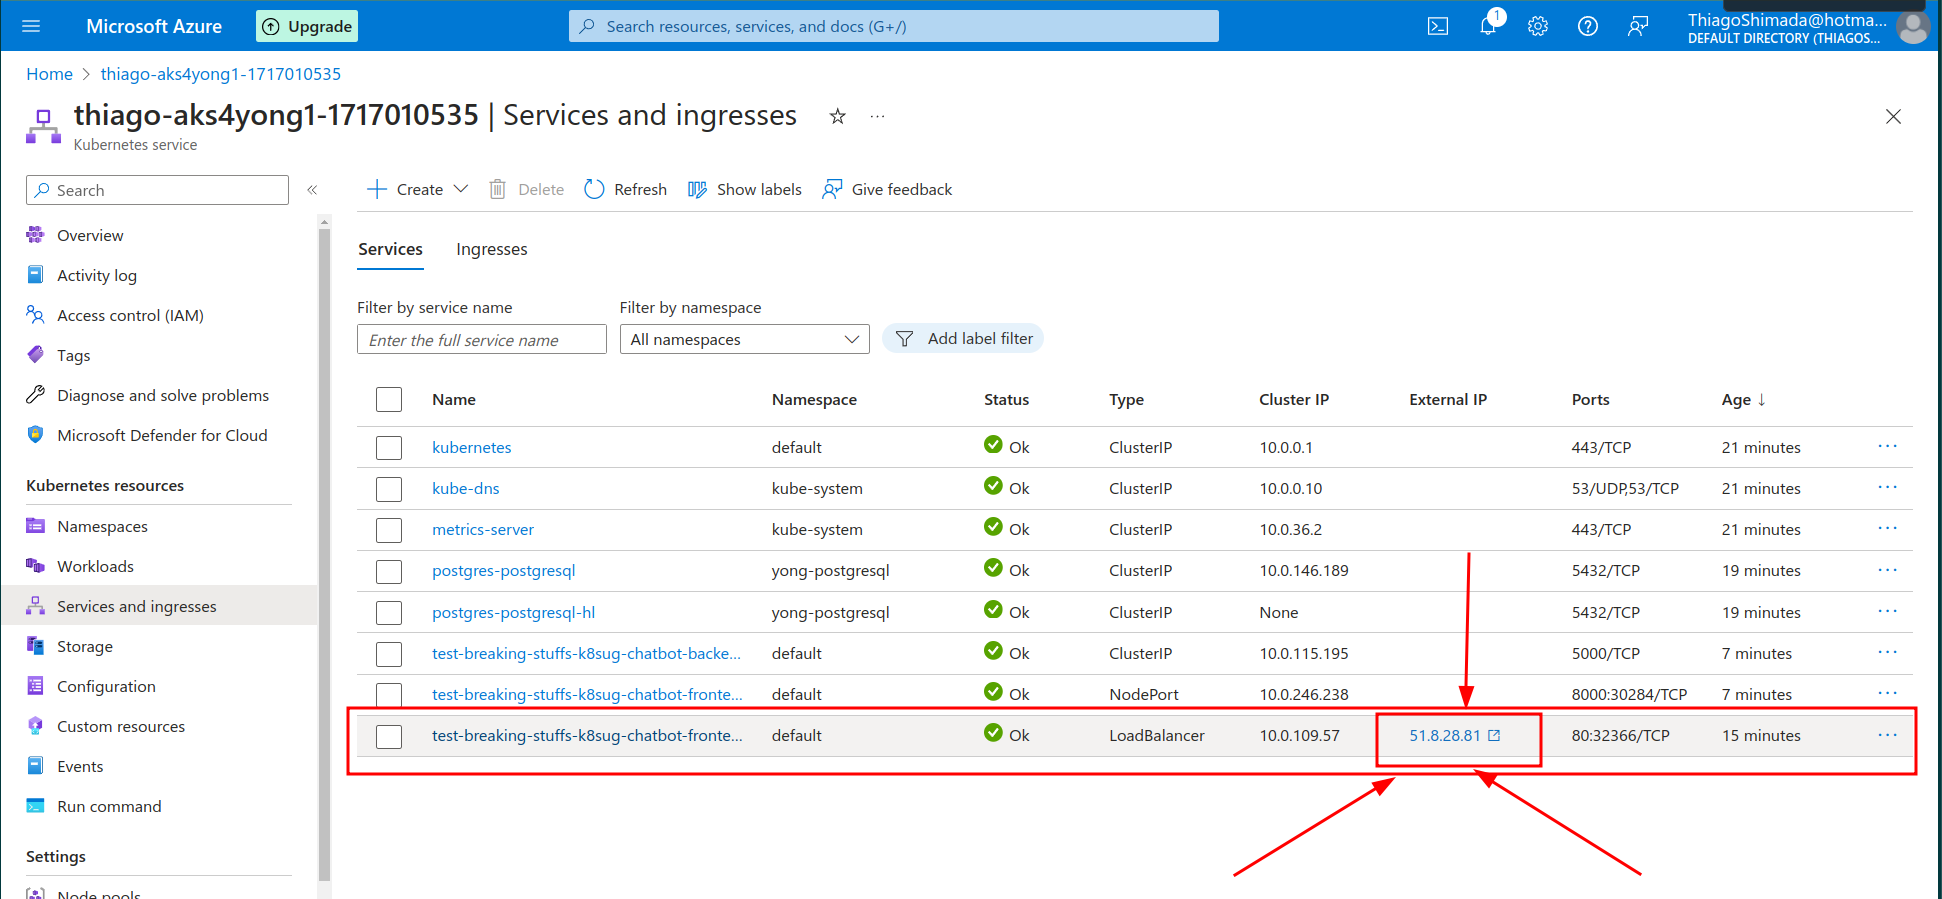 Microsoft Azure
Upgrade
Search resources, services, and docs (G+/)
1
ThiagoShimada@hotma...
DEFAULT DIRECTORY (THIAGOS...
Home > thiago-aks4yong1-1717010535
thiago-aks4yong1-1717010535 | Services and ingresses
Kubernetes service
Search
Overview
Activity log
Access control (IAM)
Tags
Diagnose and solve problems
Microsoft Defender for Cloud
Kubernetes resources
Namespaces
Workloads
Services and ingresses
Storage
Configuration
Custom resources
Events
Run command
Settings
Node pools
Create Delete Refresh Show labels Give feedback
Services Ingresses
Filter by service name Filter by namespace
Enter the full service name All namespaces Add label filter
Name Namespace Status Type Cluster IP External IP Ports Age ↓
kubernetes default Ok ClusterIP 10.0.0.1 443/TCP 21 minutes
kube-dns kube-system Ok ClusterIP 10.0.0.10 53/UDP,53/TCP 21 minutes
metrics-server kube-system Ok ClusterIP 10.0.36.2 443/TCP 21 minutes
postgres-postgresql yong-postgresql Ok ClusterIP 10.0.146.189 5432/TCP 19 minutes
postgres-postgresql-hl yong-postgresql Ok ClusterIP None 5432/TCP 19 minutes
test-breaking-stuffs-k8sug-chatbot-backe... default Ok ClusterIP 10.0.115.195 5000/TCP 7 minutes
test-breaking-stuffs-k8sug-chatbot-fronte... default Ok NodePort 10.0.246.238 8000:30284/TCP 7 minutes
test-breaking-stuffs-k8sug-chatbot-fronte... default Ok LoadBalancer 10.0.109.57 51.8.28.81 80:32366/TCP 15 minutes